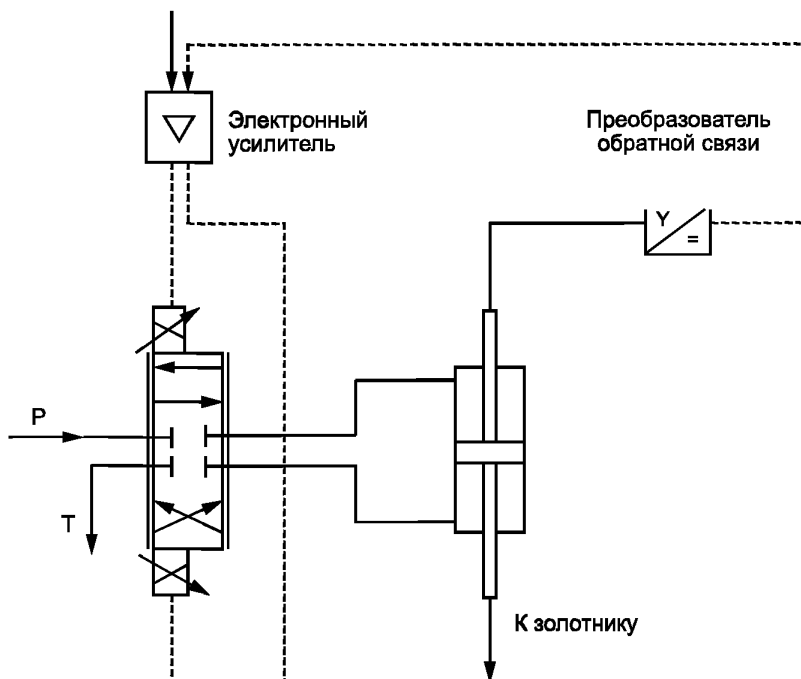 Электронный
усилитель
Преобразователь
обратной связи
Y
=
P
T
К золотнику